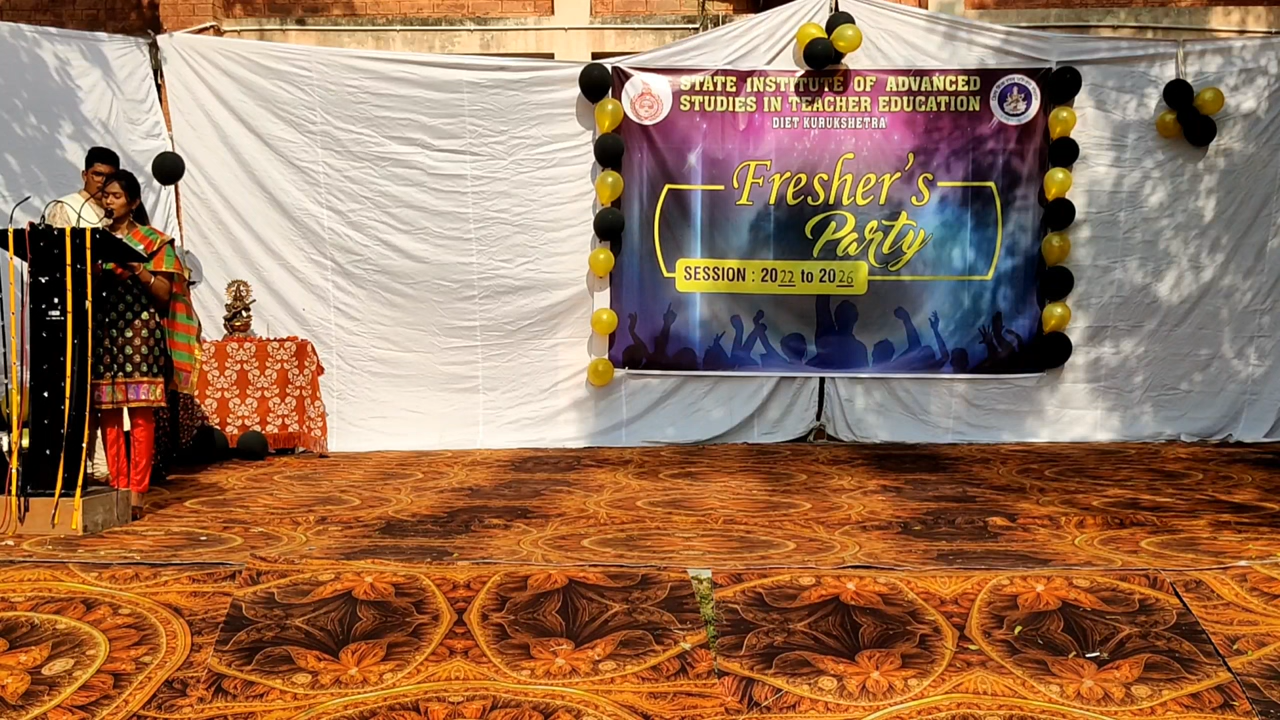 STATE INSTITUTE OF ADVANCED
STUDIES IN TEACHER EDUCATION
DIET KURUKSHETRA
Fresher's
Party
SESSION : 2022 to 2026